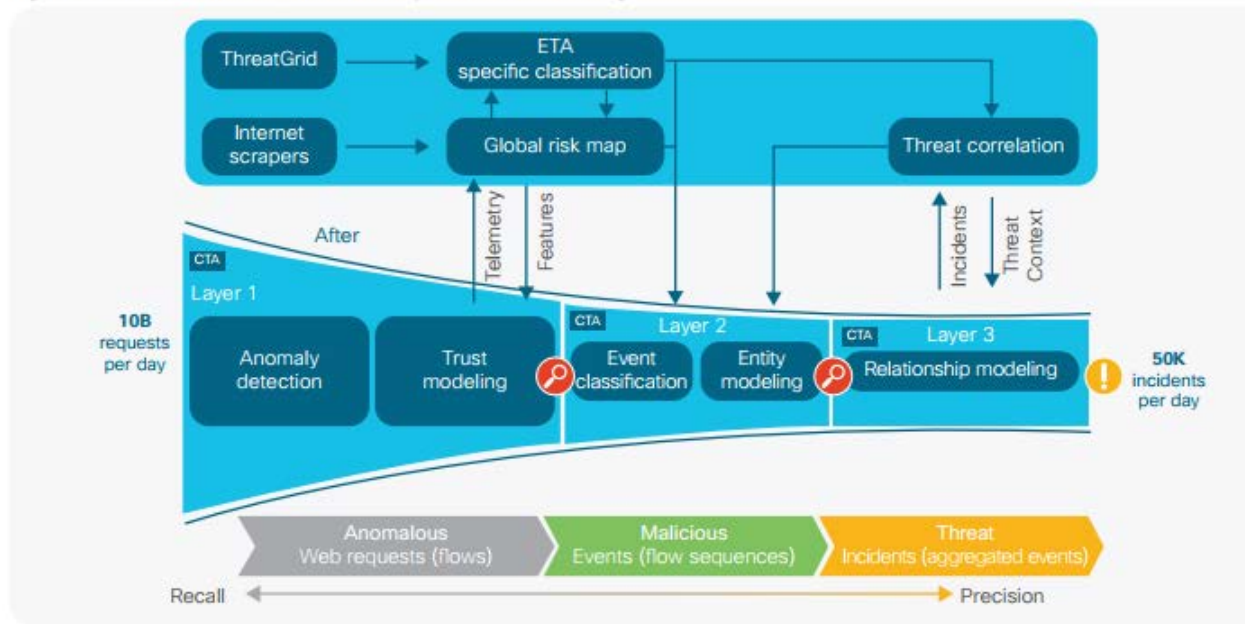 ThreatGrid
ETA
specific classification
Internet
scrapers
Global risk map
Threat correlation
After
Telemetry
Features
Incidents
Threat
Context
CTA
Layer 1
10B
requests
per day
Anomaly
detection
Trust
modeling
CTA
Layer 2
Event
classification
Entity
modeling
CTA
Layer 3
Relationship modeling
50K
incidents
per day
Anomalous
Web requests (flows)
Malicious
Events (flow sequences)
Threat
Incidents (aggregated events)
Recall
Precision